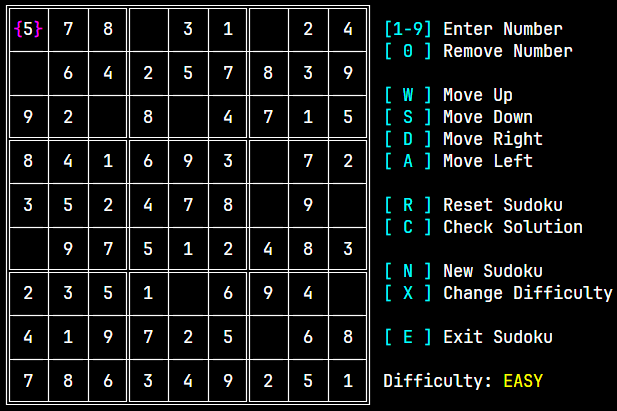 {5} 7 8 3 1 2 4
[1-9] Enter Number
[ 0 ] Remove Number
6 4 2 5 7 8 3 9
[ W ] Move Up
9 2 8 4 7 1 5
[ S ] Move Down
[ D ] Move Right
8 4 1 6 9 3 7 2
[ A ] Move Left
3 5 2 4 7 8 9
[ R ] Reset Sudoku
[ C ] Check Solution
9 7 5 1 2 4 8 3
[ N ] New Sudoku
2 3 5 1 6 9 4
[ X ] Change Difficulty
4 1 9 7 2 5 6 8
[ E ] Exit Sudoku
7 8 6 3 4 9 2 5 1
Difficulty: EASY